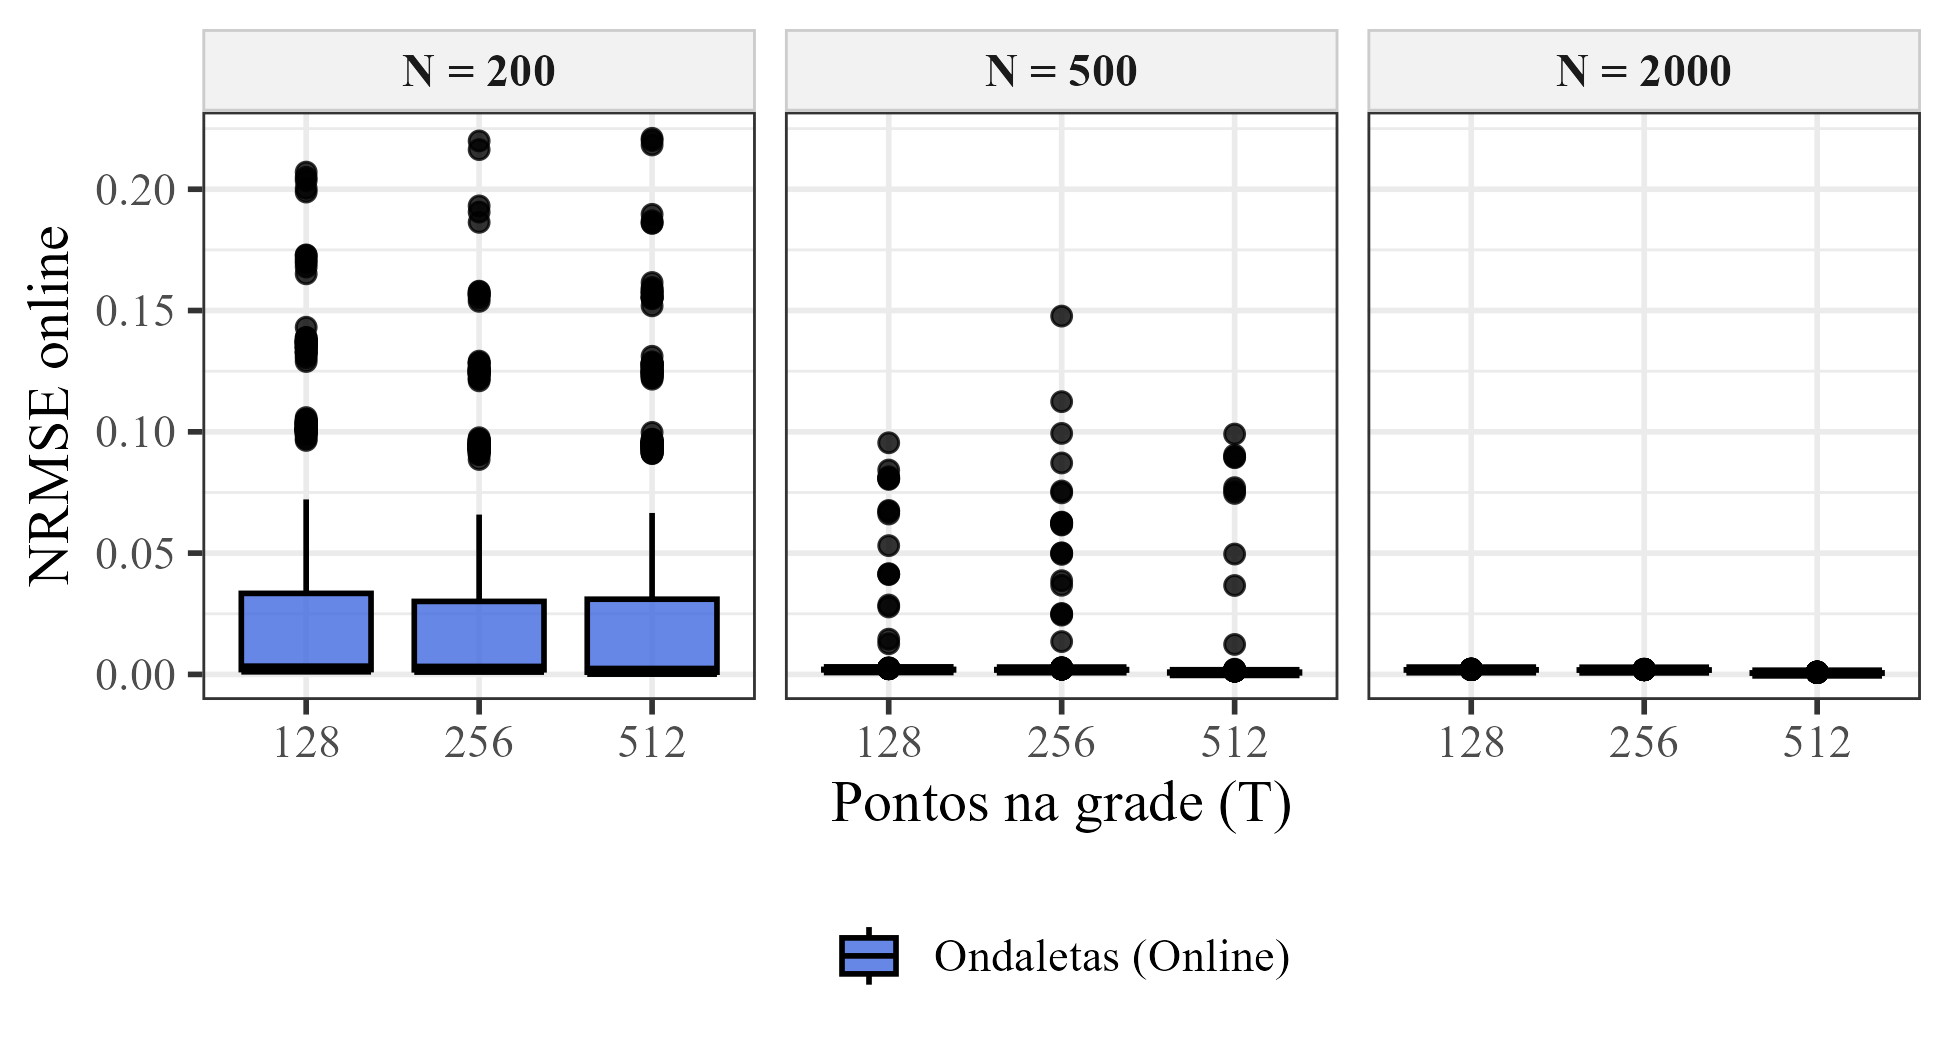 N = 200
N = 500
N = 2000
NRMSE online
0.20
0.15
0.10
0.05
0.00
128 256 512
128 256 512
128 256 512
Pontos na grade (T)
Ondaletas (Online)